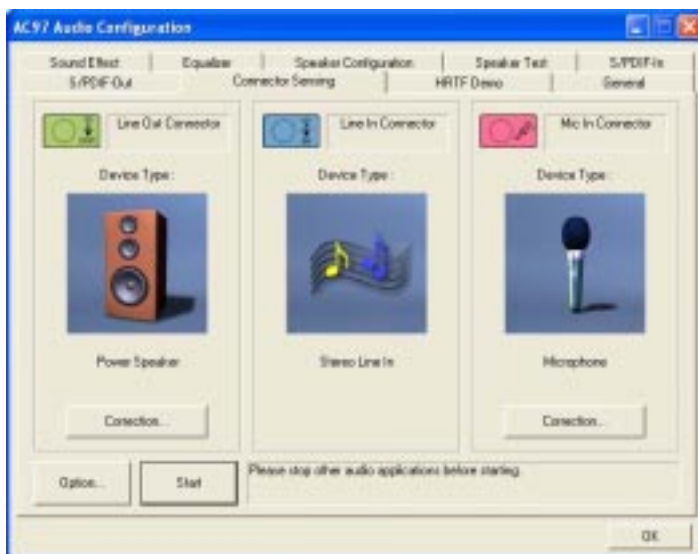 AC97 Audio Configuration
Sound Effect Equalizer Speaker Configuration Speaker Test S/PDIF-In
S/PDIF-Out Connector Sensing HRTF Demo General
Line Out Connector Line In Connector Mic In Connector
Device Type : Device Type : Device Type :
Power Speaker Stereo Line In Microphone
Correction... Correction...
Option... Start Please stop other audio applications before starting.
OK